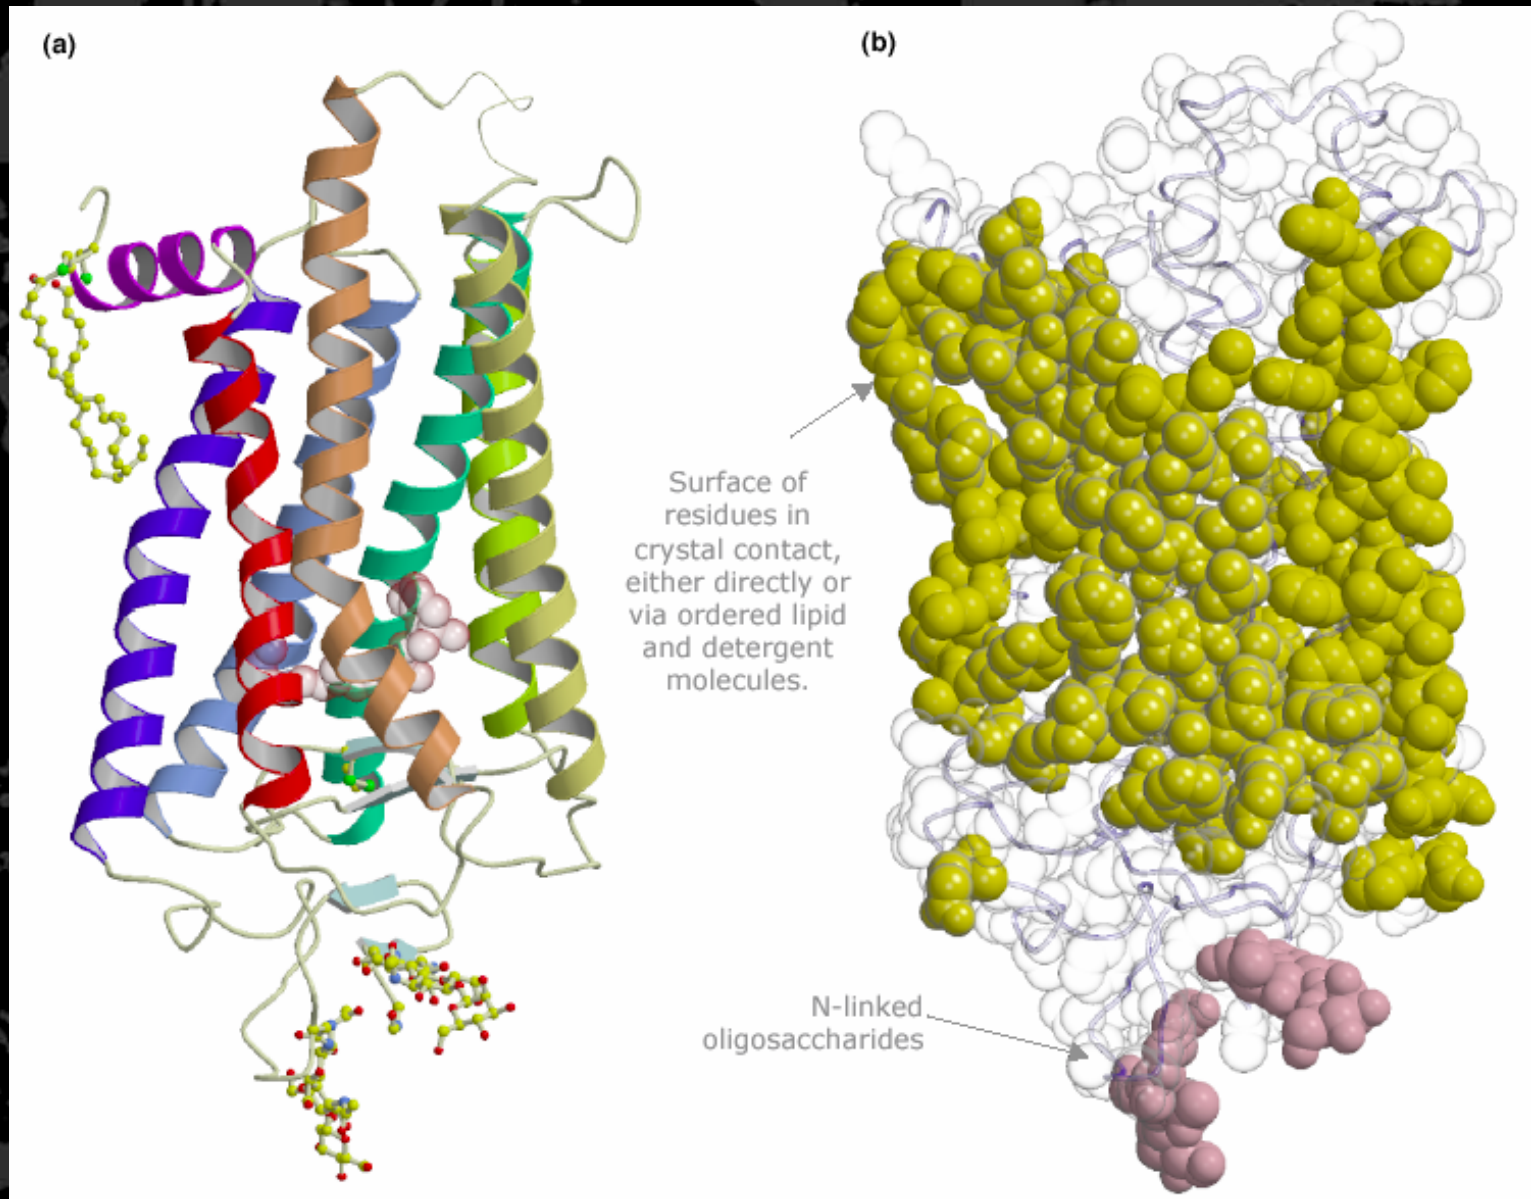 (a)
(b)
Surface of
residues in
crystal contact,
either directly or
via ordered lipid
and detergent
molecules.
N-linked
oligosaccharides